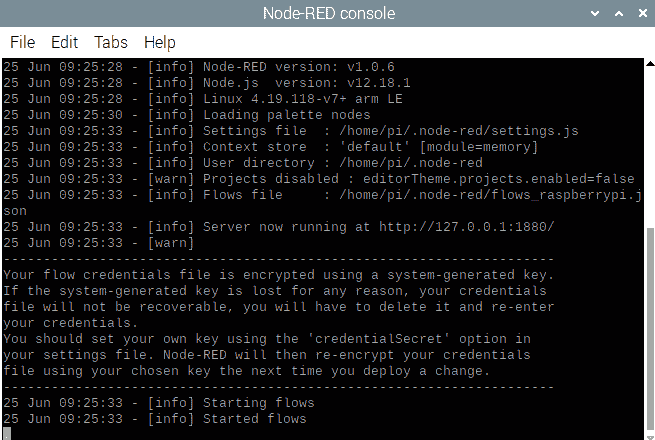 Node-RED console
File Edit Tabs Help
25 Jun 09:25:28 - [info] Node-RED version: v1.0.6
25 Jun 09:25:28 - [info] Node.js  version: v12.18.1
25 Jun 09:25:28 - [info] Linux 4.19.118-v7+ arm LE
25 Jun 09:25:30 - [info] Loading palette nodes
25 Jun 09:25:33 - [info] Settings file  : /home/pi/.node-red/settings.js
25 Jun 09:25:33 - [info] Context store  : 'default' [module=memory]
25 Jun 09:25:33 - [info] User directory : /home/pi/.node-red
25 Jun 09:25:33 - [warn] Projects disabled : editorTheme.projects.enabled=false
25 Jun 09:25:33 - [info] Flows file     : /home/pi/.node-red/flows_raspberrypi.j
son
25 Jun 09:25:33 - [info] Server now running at http://127.0.0.1:1880/
25 Jun 09:25:33 - [warn]
---------------------------------------------------------------------
Your flow credentials file is encrypted using a system-generated key.
If the system-generated key is lost for any reason, your credentials
file will not be recoverable, you will have to delete it and re-enter
your credentials.
You should set your own key using the 'credentialSecret' option in
your settings file. Node-RED will then re-encrypt your credentials
file using your chosen key the next time you deploy a change.
---------------------------------------------------------------------
25 Jun 09:25:33 - [info] Starting flows
25 Jun 09:25:33 - [info] Started flows